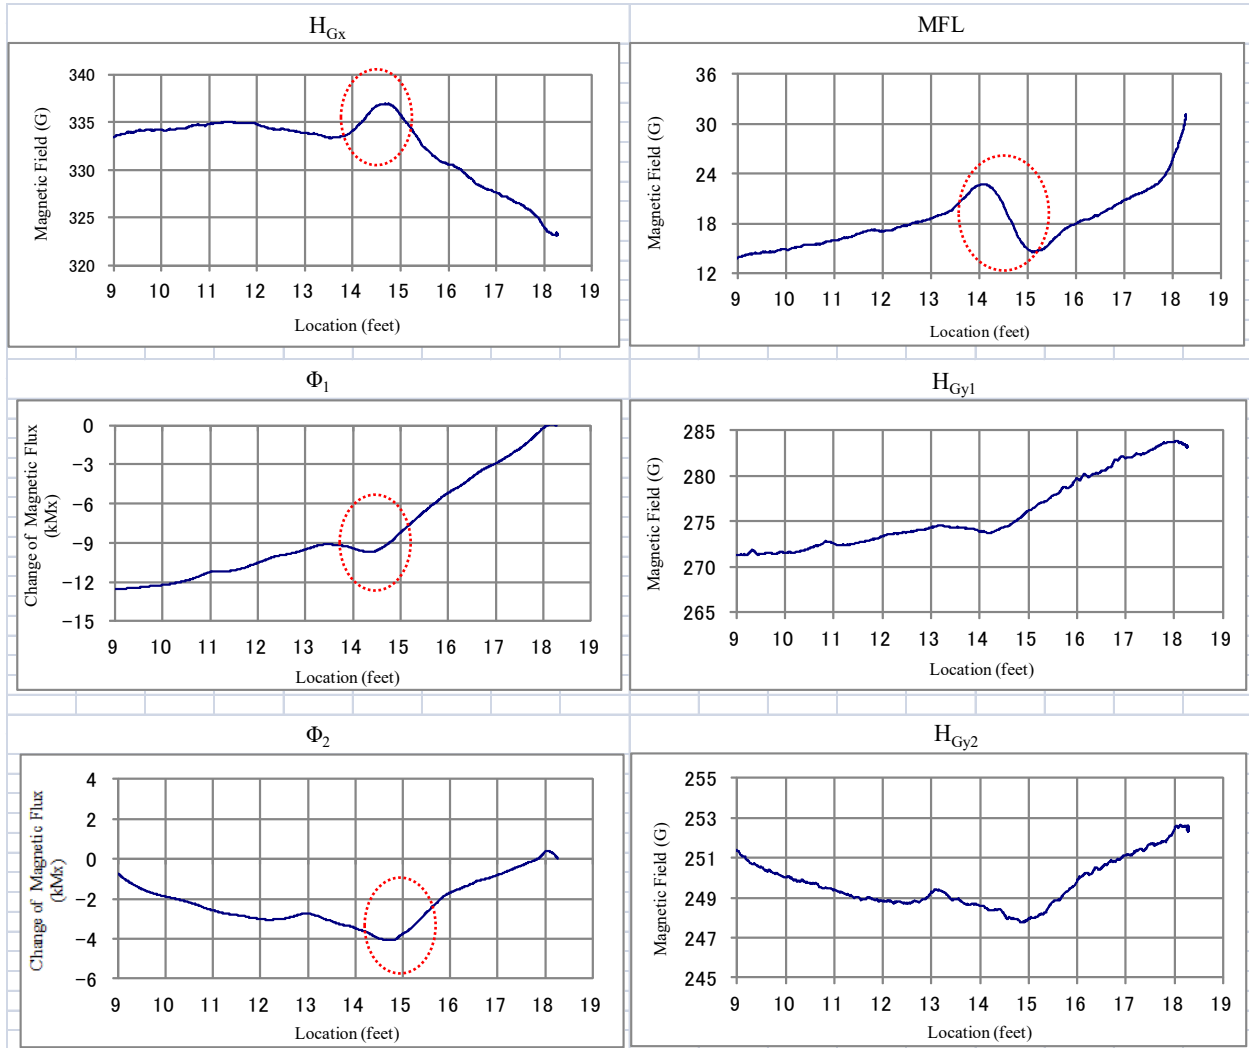 H_Gx
Magnetic Field (G)
340
335
330
325
320
9 10 11 12 13 14 15 16 17 18 19
Location (feet)
MFL
Magnetic Field (G)
36
30
24
18
12
9 10 11 12 13 14 15 16 17 18 19
Location (feet)
Φ₁
Change of Magnetic Flux
(kMx)
0
−3
−6
−9
−12
−15
9 10 11 12 13 14 15 16 17 18 19
Location (feet)
H_Gy1
Magnetic Field (G)
285
280
275
270
265
9 10 11 12 13 14 15 16 17 18 19
Location (feet)
Φ₂
Change of Magnetic Flux
(kMx)
4
2
0
−2
−4
−6
9 10 11 12 13 14 15 16 17 18 19
Location (feet)
H_Gy2
Magnetic Field (G)
255
253
251
249
247
245
9 10 11 12 13 14 15 16 17 18 19
Location (feet)